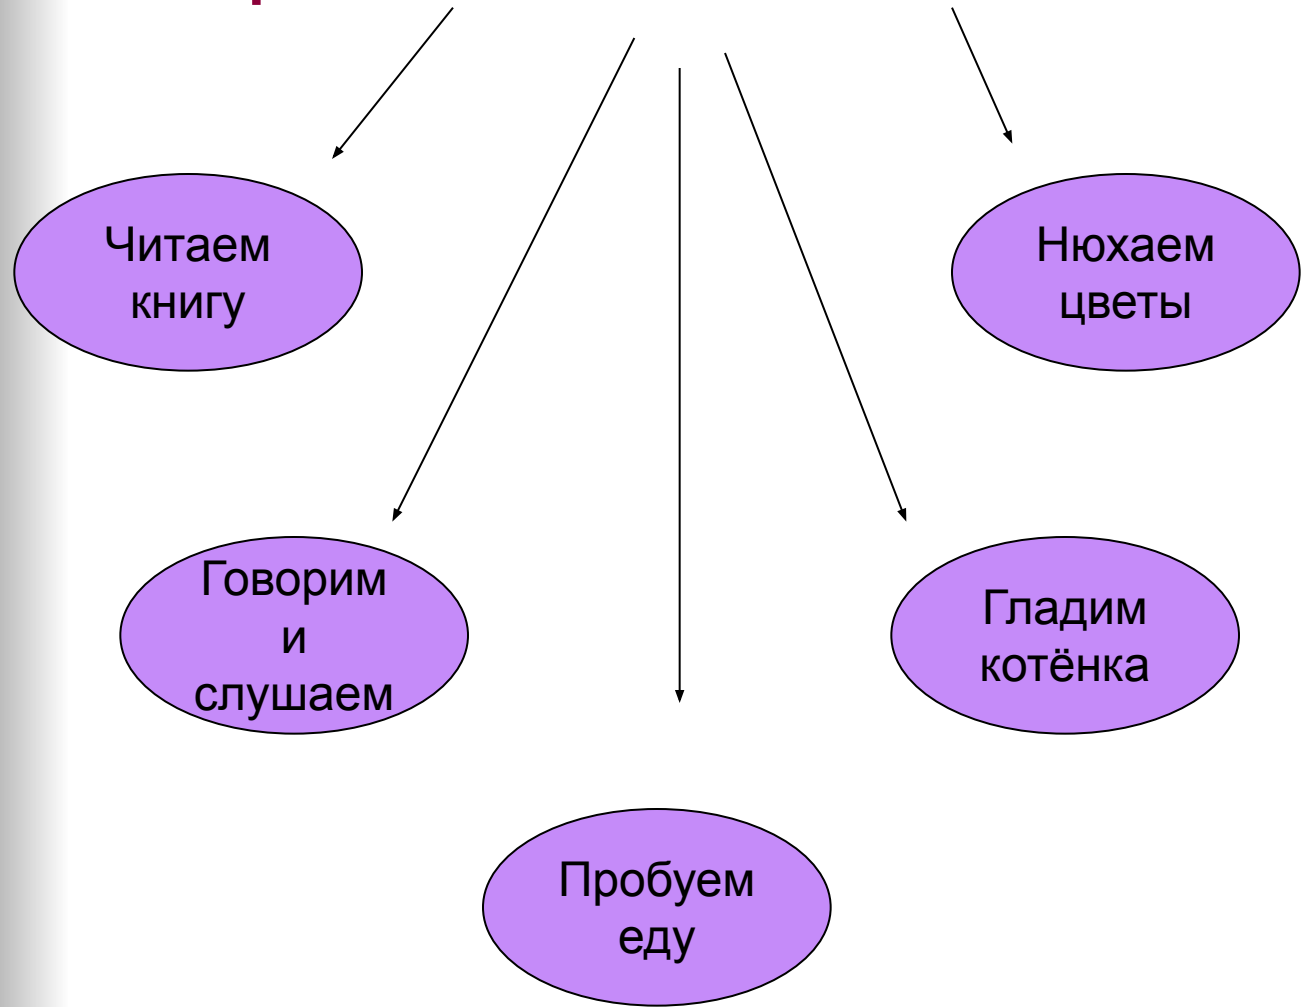 Читаем
книгу
Нюхаем
цветы
Говорим
и
слушаем
Гладим
котёнка
Пробуем
еду